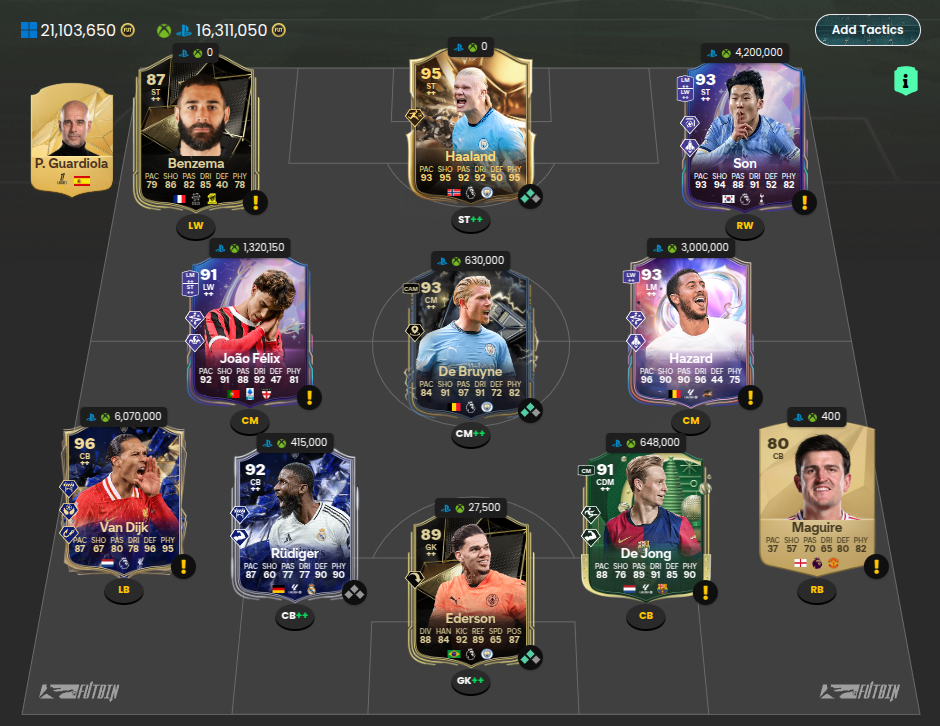 21,103,650 16,311,050
Add Tactics
P. Guardiola
0
87
ST
++
Benzema
PAC SHO PAS DRI DEF PHY
79 86 82 85 40 78
!
LW
0
95
ST
++
Haaland
PAC SHO PAS DRI DEF PHY
93 95 92 92 50 95
ST++
4,200,000
LM
LW
93
ST
++
Son
PAC SHO PAS DRI DEF PHY
93 94 88 91 52 82
!
RW
1,320,150
LM
ST
91
LW
++
João Félix
PAC SHO PAS DRI DEF PHY
92 91 88 92 47 81
!
CM
630,000
CAM
93
CM
++
De Bruyne
PAC SHO PAS DRI DEF PHY
84 91 97 91 72 82
CM++
3,000,000
LW
93
LM
++
Hazard
PAC SHO PAS DRI DEF PHY
96 90 90 96 44 75
!
CM
6,070,000
96
CB
++
Van Dijk
PAC SHO PAS DRI DEF PHY
87 67 80 78 96 95
!
LB
415,000
92
CB
++
Rüdiger
PAC SHO PAS DRI DEF PHY
87 60 77 77 90 90
CB++
27,500
89
GK
++
Ederson
DIV HAN KIC REF SPD POS
88 84 92 89 65 87
GK++
648,000
CM
91
CDM
++
De Jong
PAC SHO PAS DRI DEF PHY
88 76 89 91 85 90
!
CB
400
80
CB
Maguire
PAC SHO PAS DRI DEF PHY
37 57 70 65 80 82
!
RB
FUTBIN
FUTBIN